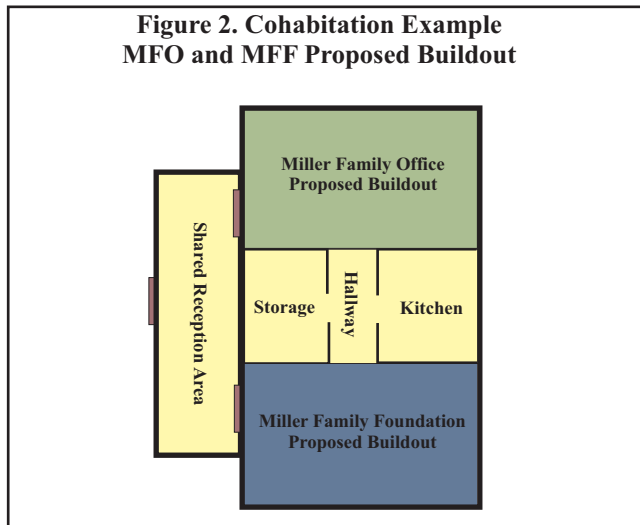 Figure 2. Cohabitation Example
MFO and MFF Proposed Buildout
Miller Family Office
Proposed Buildout
Shared Reception Area
Storage
Hallway
Kitchen
Miller Family Foundation
Proposed Buildout